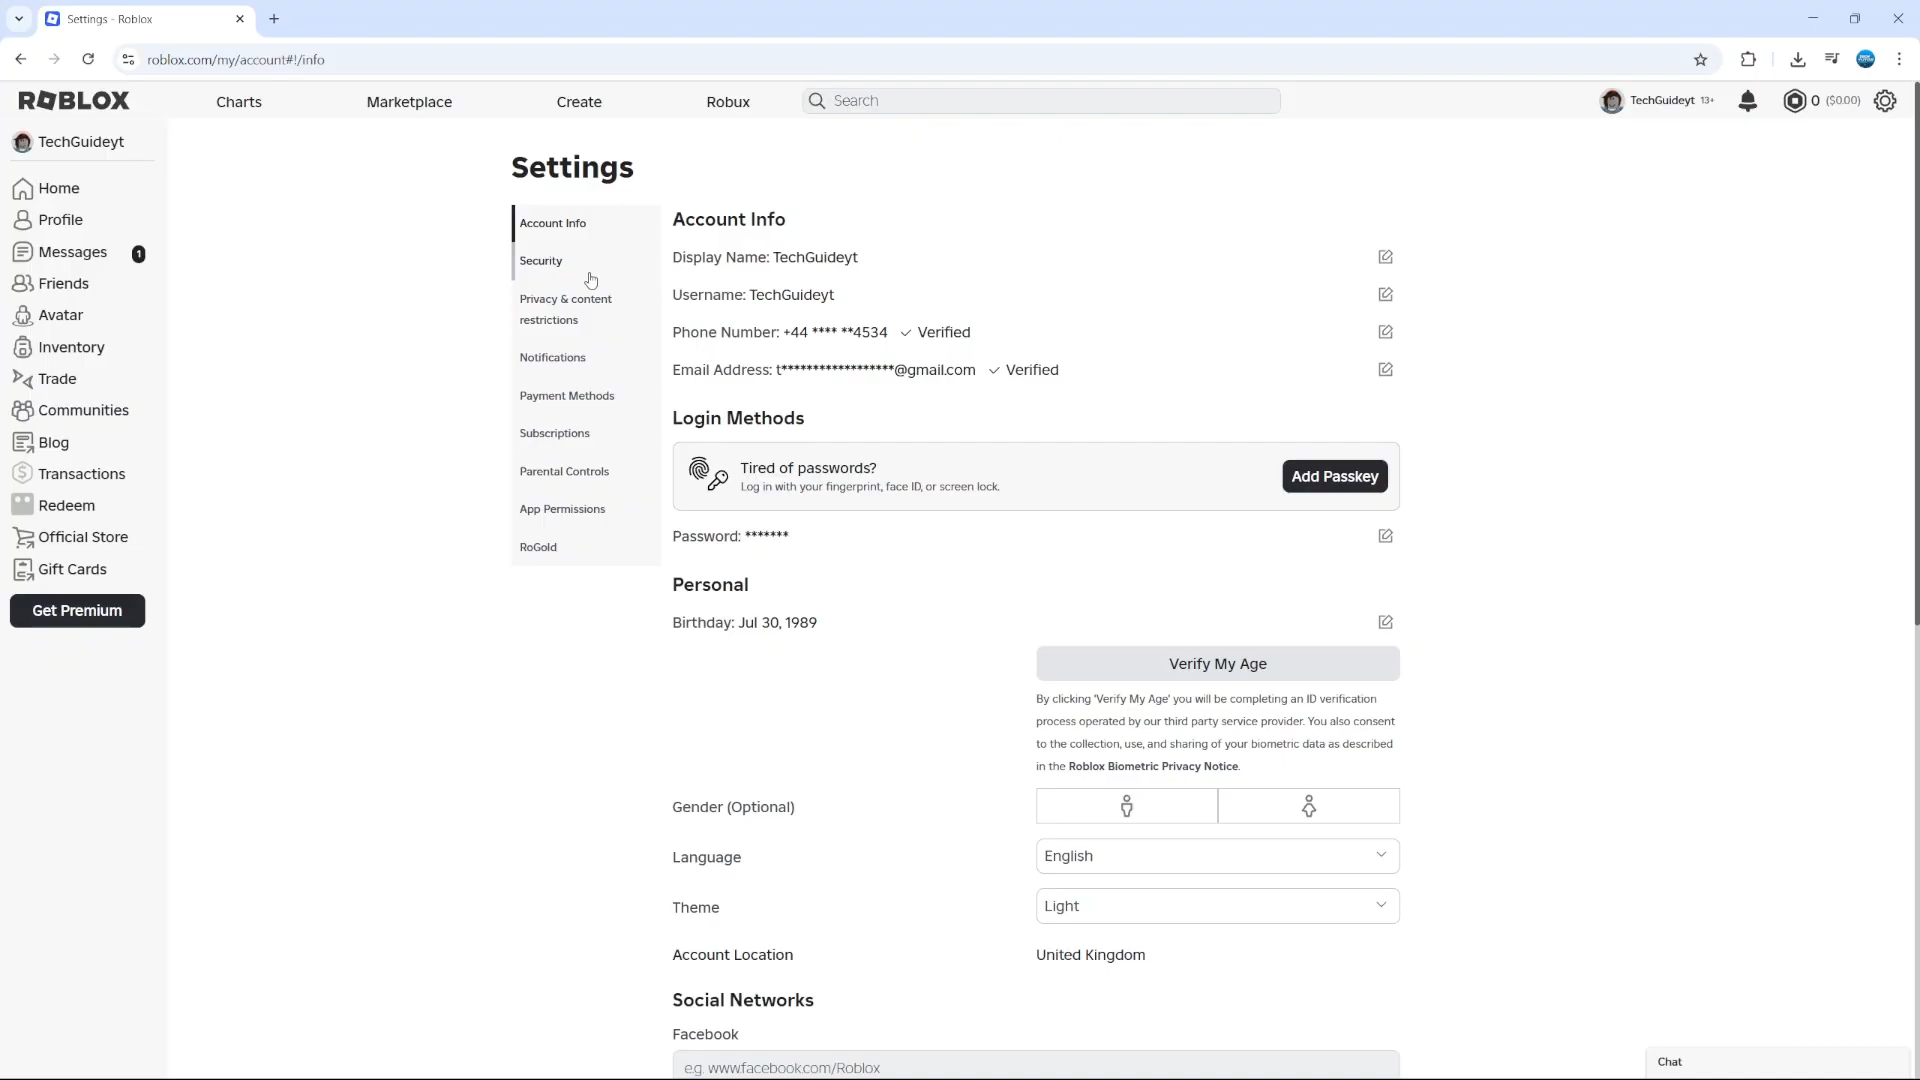 Settings - Roblox
roblox.com/my/account#!/info
ROBLOX
Charts
Marketplace
Create
Robux
Search
TechGuideyt 13+
0 ($0.00)
TechGuideyt
Home
Profile
Messages 1
Friends
Avatar
Inventory
Trade
Communities
Blog
Transactions
Redeem
Official Store
Gift Cards
Get Premium
Settings
Account Info
Security
Privacy & content
restrictions
Notifications
Payment Methods
Subscriptions
Parental Controls
App Permissions
RoGold
Account Info
Display Name: TechGuideyt
Username: TechGuideyt
Phone Number: +44 **** **4534 Verified
Email Address: t******************@gmail.com Verified
Login Methods
Tired of passwords?
Log in with your fingerprint, face ID, or screen lock.
Add Passkey
Password: *******
Personal
Birthday: Jul 30, 1989
Verify My Age
By clicking 'Verify My Age' you will be completing an ID verification
process operated by our third party service provider. You also consent
to the collection, use, and sharing of your biometric data as described
in the Roblox Biometric Privacy Notice.
Gender (Optional)
Language
English
Theme
Light
Account Location
United Kingdom
Social Networks
Facebook
e.g. www.facebook.com/Roblox
Chat